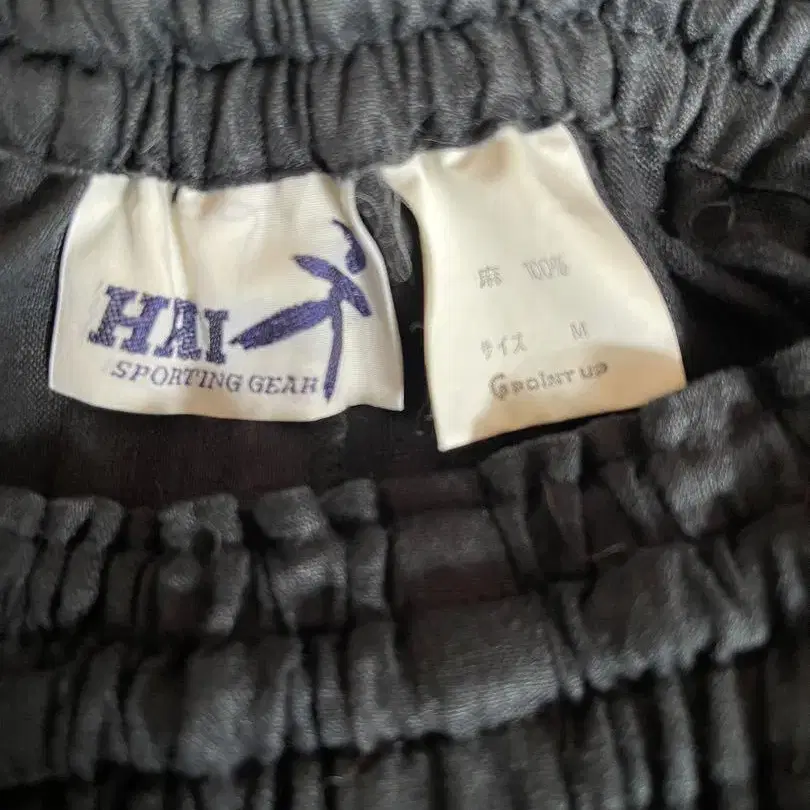 HAI
SPORTING GEAR
麻 100%
サイズ M
GPOINT UP